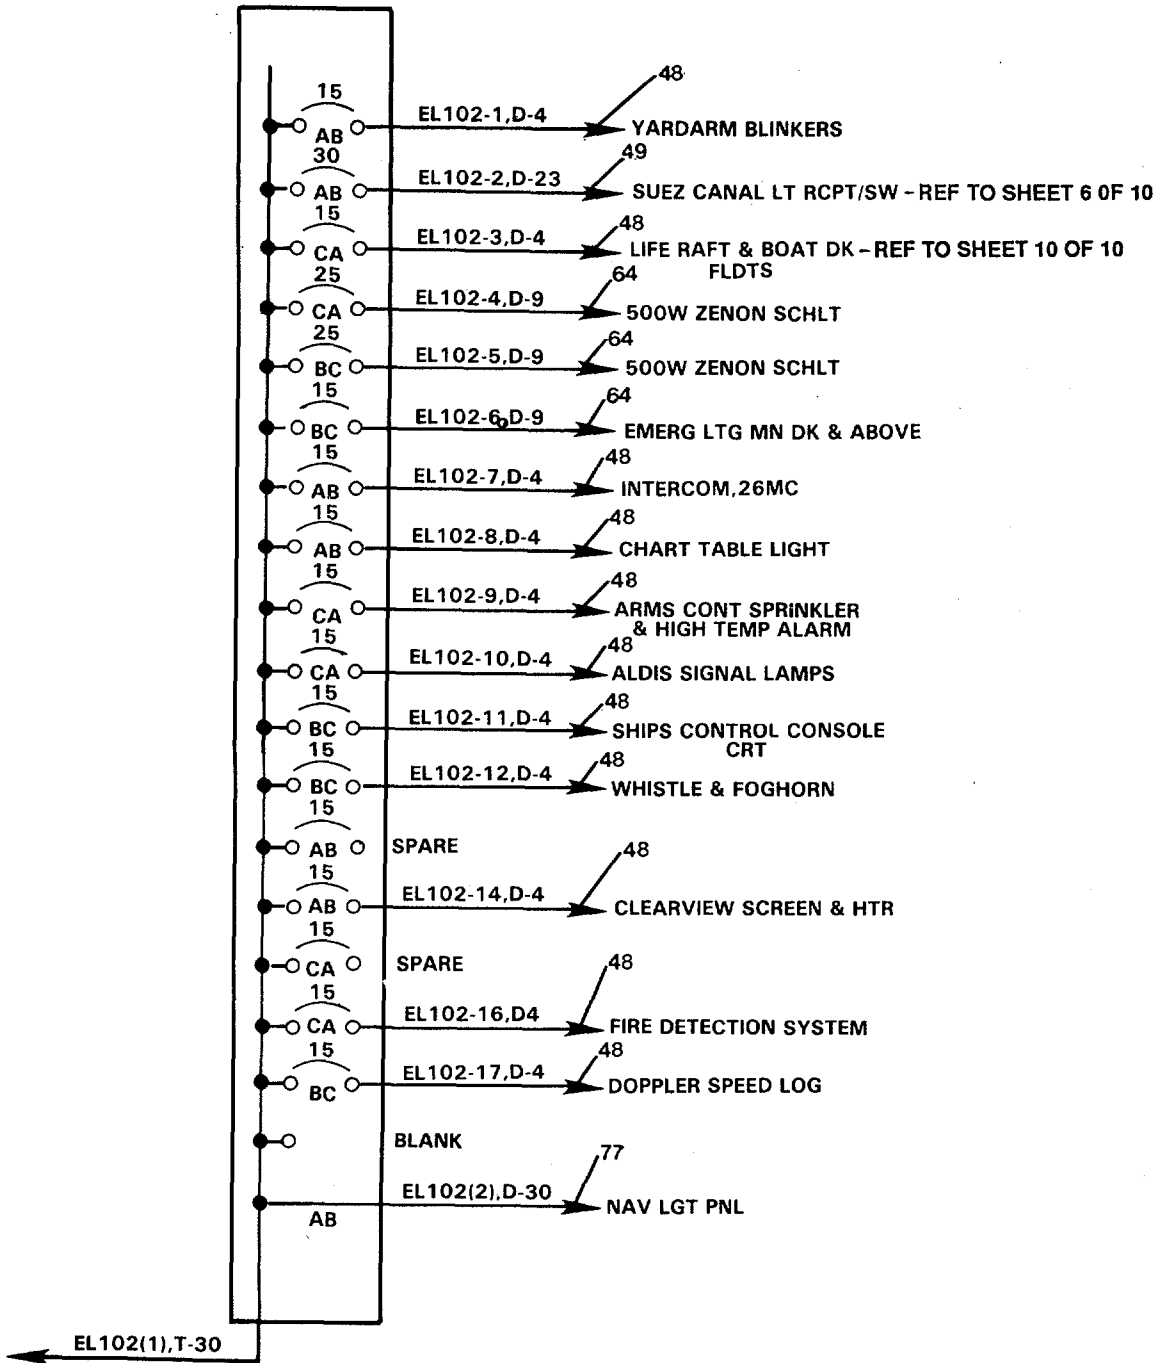 15
48
EL102-1,D-4
AB
YARDARM BLINKERS
30
49
EL102-2,D-23
AB
SUEZ CANAL LT RCPT/SW - REF TO SHEET 6 OF 10
15
48
EL102-3,D-4
CA
LIFE RAFT & BOAT DK - REF TO SHEET 10 OF 10
FLDTS
25
64
EL102-4,D-9
CA
500W ZENON SCHLT
25
64
EL102-5,D-9
BC
500W ZENON SCHLT
15
64
EL102-6,D-9
BC
EMERG LTG MN DK & ABOVE
15
48
EL102-7,D-4
AB
INTERCOM,26MC
15
48
EL102-8,D-4
AB
CHART TABLE LIGHT
15
48
EL102-9,D-4
CA
ARMS CONT SPRINKLER
& HIGH TEMP ALARM
15
48
EL102-10,D-4
CA
ALDIS SIGNAL LAMPS
15
48
EL102-11,D-4
BC
SHIPS CONTROL CONSOLE
CRT
15
48
EL102-12,D-4
BC
WHISTLE & FOGHORN
15
AB
SPARE
15
48
EL102-14,D-4
AB
CLEARVIEW SCREEN & HTR
15
CA
SPARE
15
48
EL102-16,D4
CA
FIRE DETECTION SYSTEM
15
48
EL102-17,D-4
BC
DOPPLER SPEED LOG
BLANK
77
EL102(2),D-30
AB
NAV LGT PNL
EL102(1),T-30